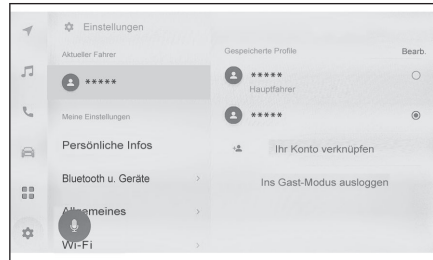 Einstellungen
Aktueller Fahrer
*****
Meine Einstellungen
Persönliche Infos
Bluetooth u. Geräte
Allgemeines
Wi-Fi
Gespeicherte Profile Bearb.
*****
Hauptfahrer
*****
Ihr Konto verknüpfen
Ins Gast-Modus ausloggen